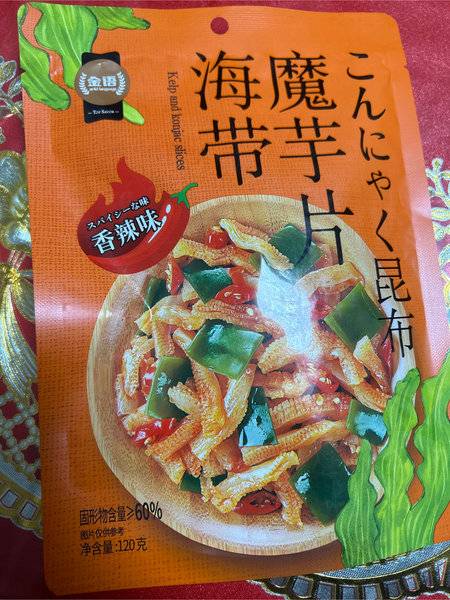 金语
— Tre Sauce —
海带
魔芋片
Kelp and konjac slices
こんにゃく昆布
スパイシーな味
香辣味
固形物含量≥60%
图片仅供参考
净含量:120克